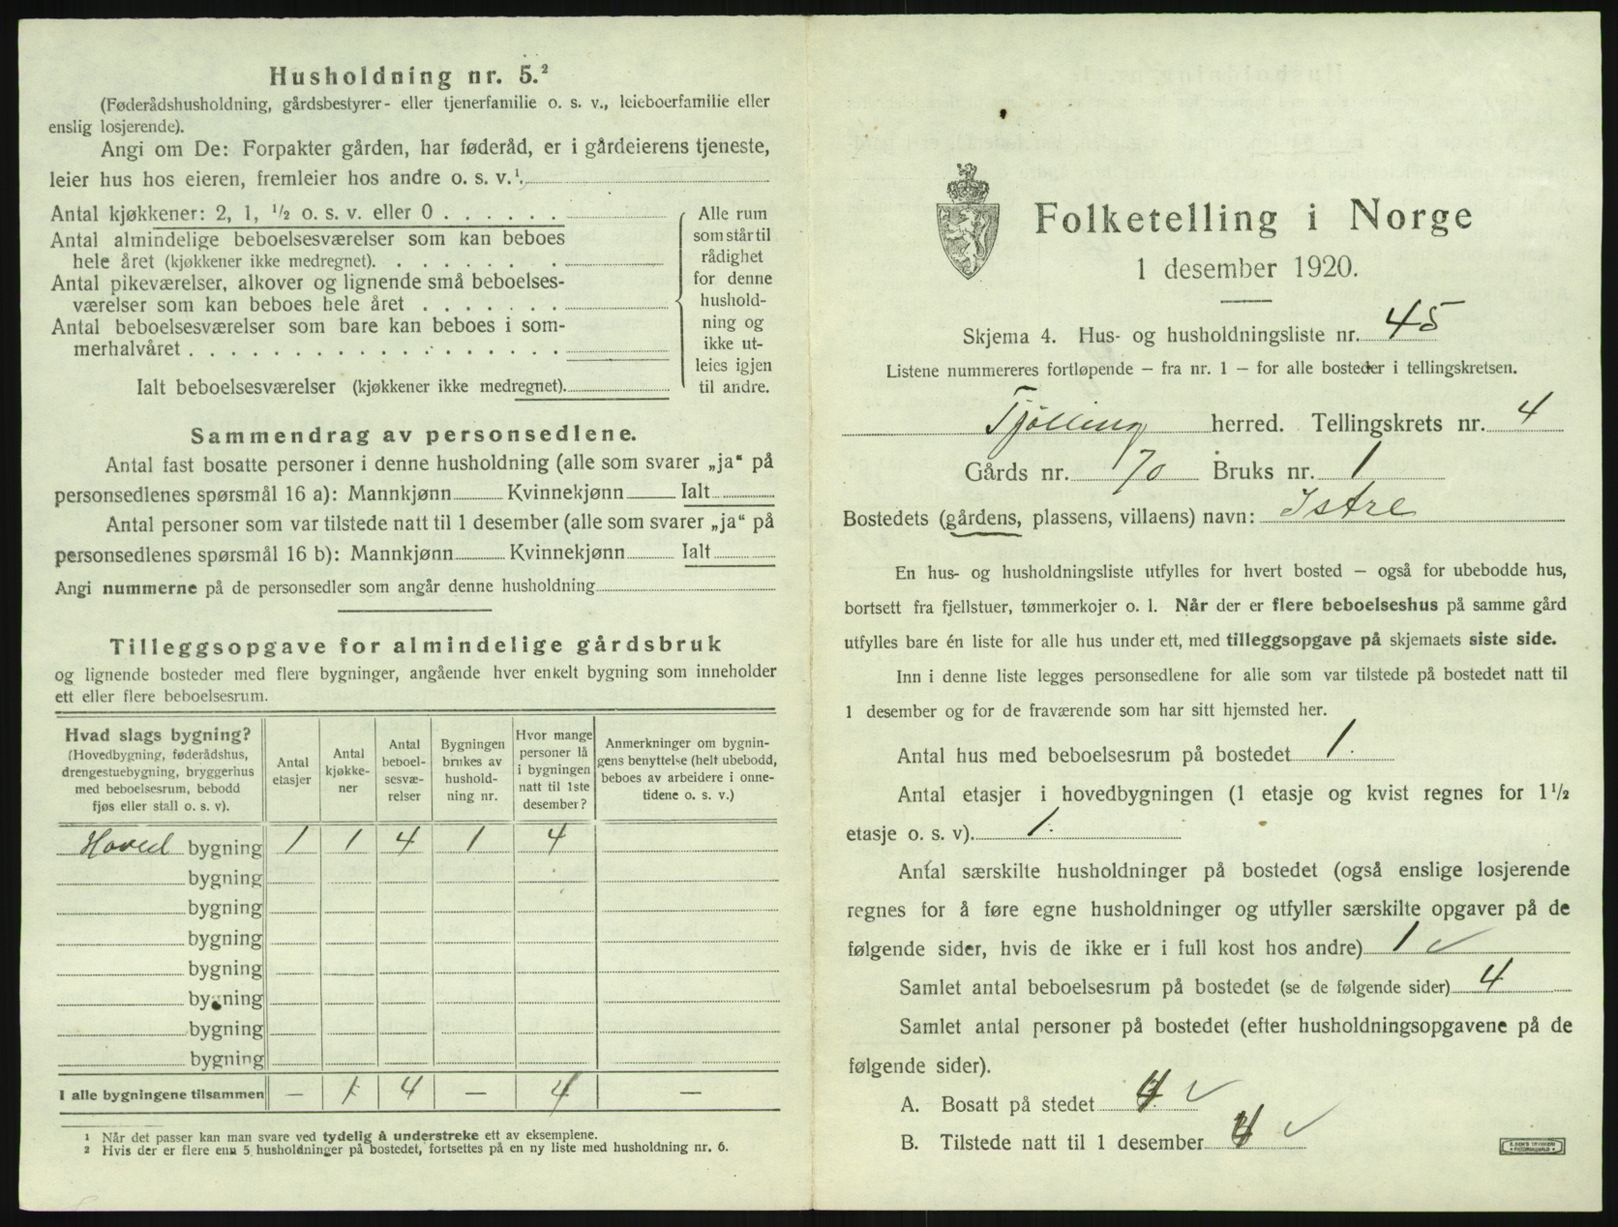 Husholdning nr. 5.²
(Føderådshusholdning, gårdsbestyrer- eller tjenerfamilie o. s. v., leieboerfamilie eller
enslig losjerende).
Angi om De: Forpakter gården, har føderåd, er i gårdeierens tjeneste,
leier hus hos eieren, fremleier hos andre o. s. v.¹.
Antal kjøkkener: 2, 1, ½ o. s. v. eller 0 . . . . . .
Antal almindelige beboelsesværelser som kan beboes
hele året (kjøkkener ikke medregnet). . . . . . . .
Antal pikeværelser, alkover og lignende små beboelses-
værelser som kan beboes hele året . . . . . . .
Antal beboelsesværelser som bare kan beboes i som-
merhalvåret . . . . . . . . . . . . . . . . . .
Ialt beboelsesværelser (kjøkkener ikke medregnet).
Alle rum
som står til
rådighet
for denne
hushold-
ning og
ikke ut-
leies igjen
til andre.
Sammendrag av personsedlene.
Antal fast bosatte personer i denne husholdning (alle som svarer „ja“ på
personsedlenes spørsmål 16 a): Mannkjønn Kvinnekjønn Ialt
Antal personer som var tilstede natt til 1 desember (alle som svarer „ja“ på
personsedlenes spørsmål 16 b): Mannkjønn Kvinnekjønn Ialt
Angi nummerne på de personsedler som angår denne husholdning
Tilleggsopgave for almindelige gårdsbruk
og lignende bosteder med flere bygninger, angående hver enkelt bygning som inneholder
ett eller flere beboelsesrum.
Hvad slags bygning?
(Hovedbygning, føderådshus,
drengestuebygning, bryggerhus
med beboelsesrum, bebodd
fjøs eller stall o. s. v).
Antal
etasjer
Antal
kjøkke-
ner
Antal
beboel-
sesvæ-
relser
Bygningen
brukes av
hushold-
ning nr.
Hvor mange
personer lå
i bygningen
natt til 1ste
desember?
Anmerkninger om bygnin-
gens benyttelse (helt ubebodd,
beboes av arbeidere i onne-
tidene o. s. v.)
Hoved bygning 1 1 4 1 4
bygning
bygning
bygning
bygning
bygning
bygning
bygning
I alle bygningene tilsammen — 1 4 — 4 —
¹ Når det passer kan man svare ved tydelig å understreke ett av eksemplene.
² Hvis der er flere enn 5 husholdninger på bostedet, fortsettes på en ny liste med husholdning nr. 6.
Folketelling i Norge
1 desember 1920.
Skjema 4. Hus- og husholdningsliste nr. 45
Listene nummereres fortløpende — fra nr. 1 — for alle bosteder i tellingskretsen.
Tjølling herred. Tellingskrets nr. 4
Gårds nr. 70 Bruks nr. 1
Bostedets (gårdens, plassens, villaens) navn: Istre
En hus- og husholdningsliste utfylles for hvert bosted — også for ubebodde hus,
bortsett fra fjellstuer, tømmerkojer o. l. Når der er flere beboelseshus på samme gård
utfylles bare én liste for alle hus under ett, med tilleggsopgave på skjemaets siste side.
Inn i denne liste legges personsedlene for alle som var tilstede på bostedet natt til
1 desember og for de fraværende som har sitt hjemsted her.
Antal hus med beboelsesrum på bostedet 1.
Antal etasjer i hovedbygningen (1 etasje og kvist regnes for 1½
etasje o. s. v). 1.
Antal særskilte husholdninger på bostedet (også enslige losjerende
regnes for å føre egne husholdninger og utfyller særskilte opgaver på de
følgende sider, hvis de ikke er i full kost hos andre) 1 ✓
Samlet antal beboelsesrum på bostedet (se de følgende sider) 4
Samlet antal personer på bostedet (efter husholdningsopgavene på de
følgende sider).
A. Bosatt på stedet 4 ✓
B. Tilstede natt til 1 desember 4 ✓